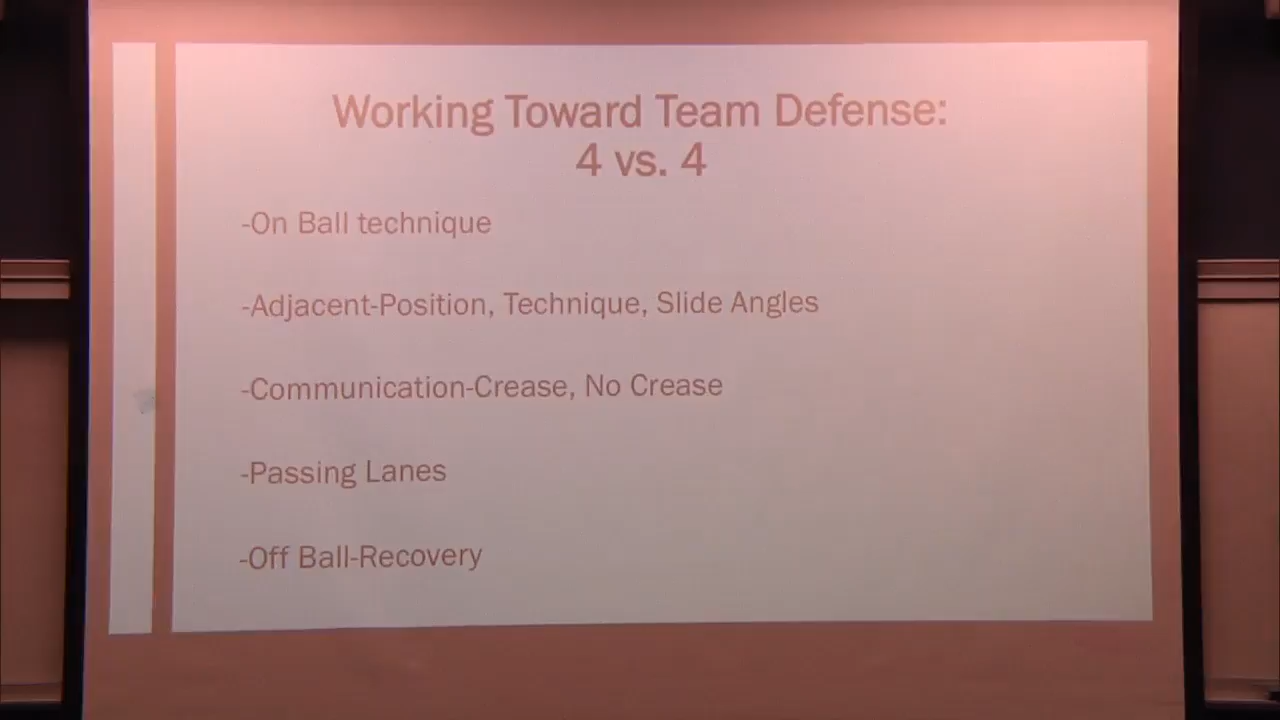 Working Toward Team Defense:
4 vs. 4
-On Ball technique
-Adjacent-Position, Technique, Slide Angles
-Communication-Crease, No Crease
-Passing Lanes
-Off Ball-Recovery